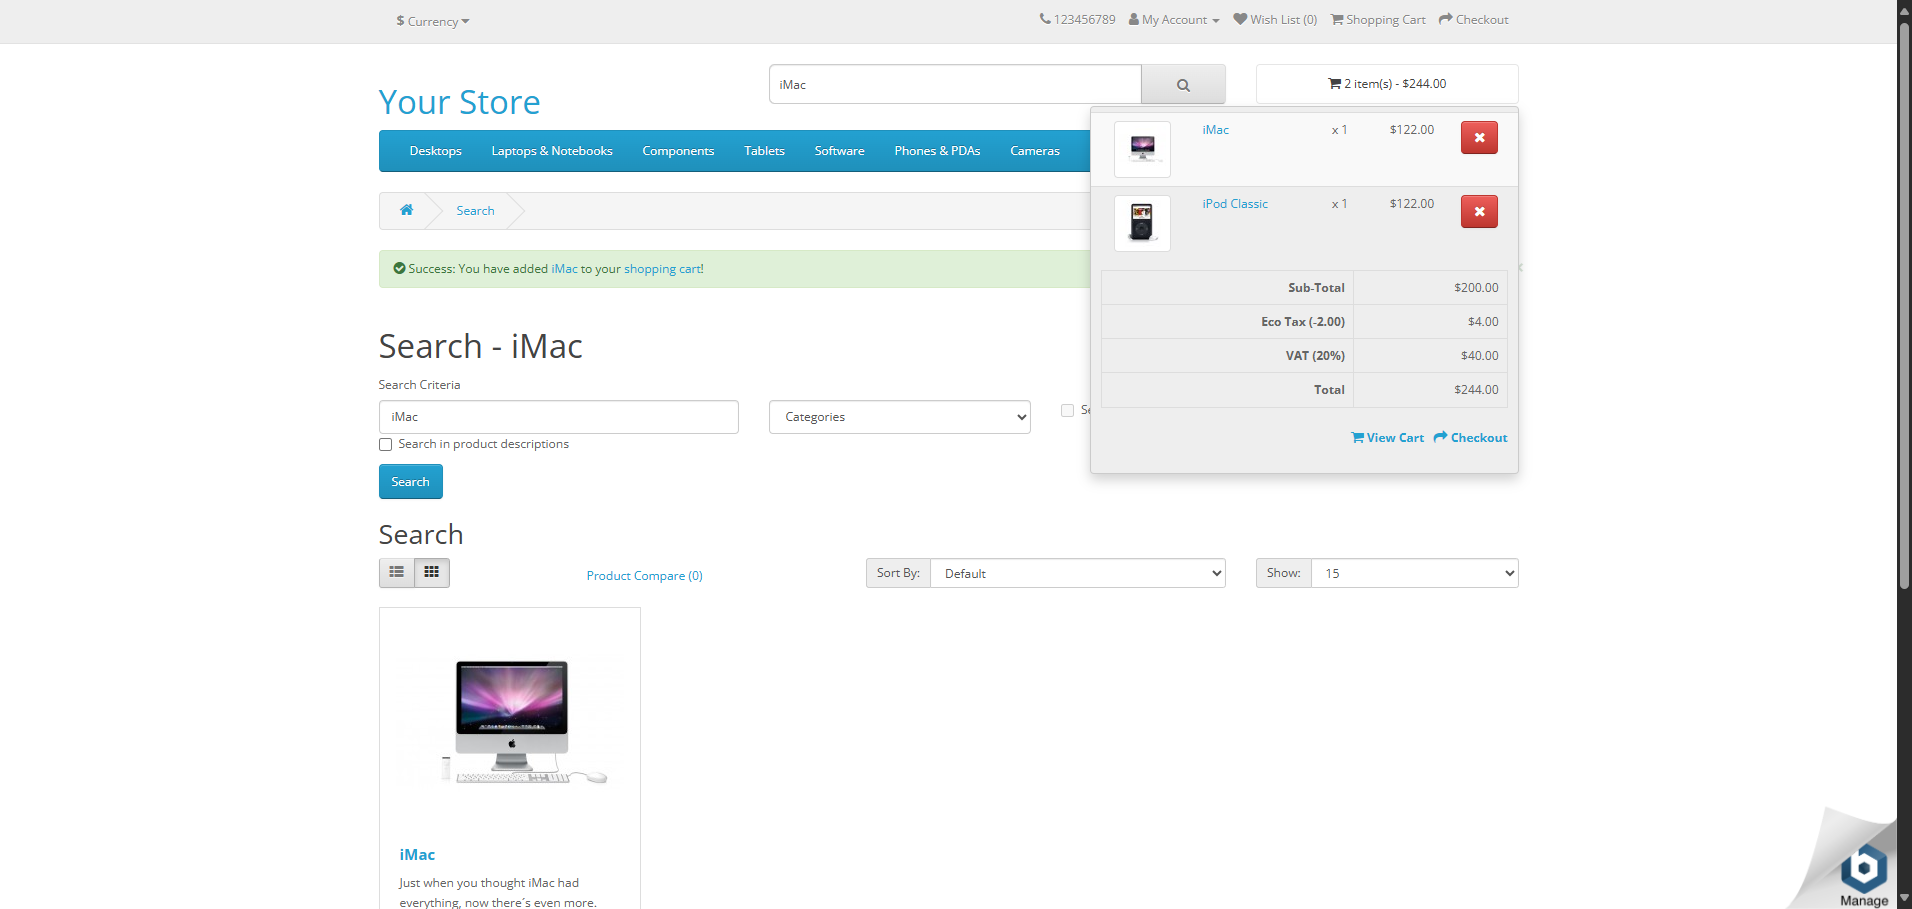 $ Currency
123456789 My Account Wish List (0) Shopping Cart Checkout
Your Store
iMac
2 item(s) - $244.00
Desktops Laptops & Notebooks Components Tablets Software Phones & PDAs Cameras
iMac x 1 $122.00
iPod Classic x 1 $122.00
Sub-Total $200.00
Eco Tax (-2.00) $4.00
VAT (20%) $40.00
Total $244.00
View Cart Checkout
Search
Success: You have added iMac to your shopping cart!
Search - iMac
Search Criteria
iMac
Categories
Search in product descriptions
Search
Search
Product Compare (0)
Sort By: Default
Show: 15
iMac
Just when you thought iMac had
everything, now there´s even more.
Manage